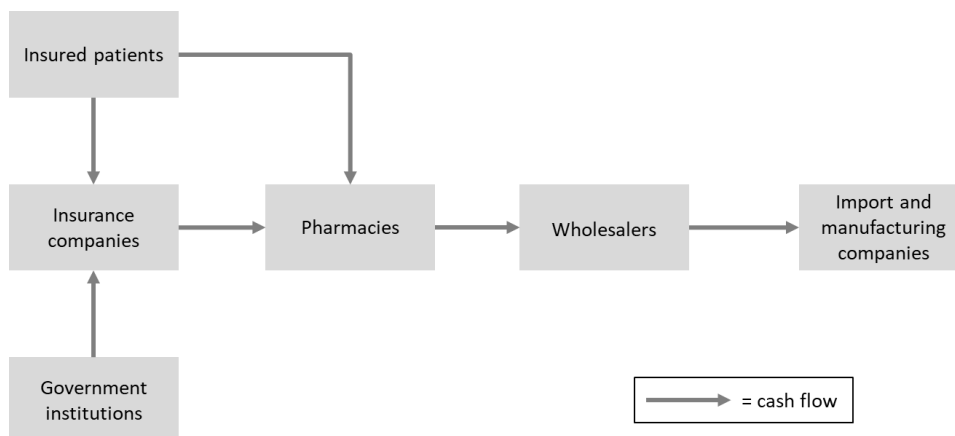 Insured patients
Insurance
companies
Pharmacies
Wholesalers
Import and
manufacturing
companies
Government
institutions
= cash flow